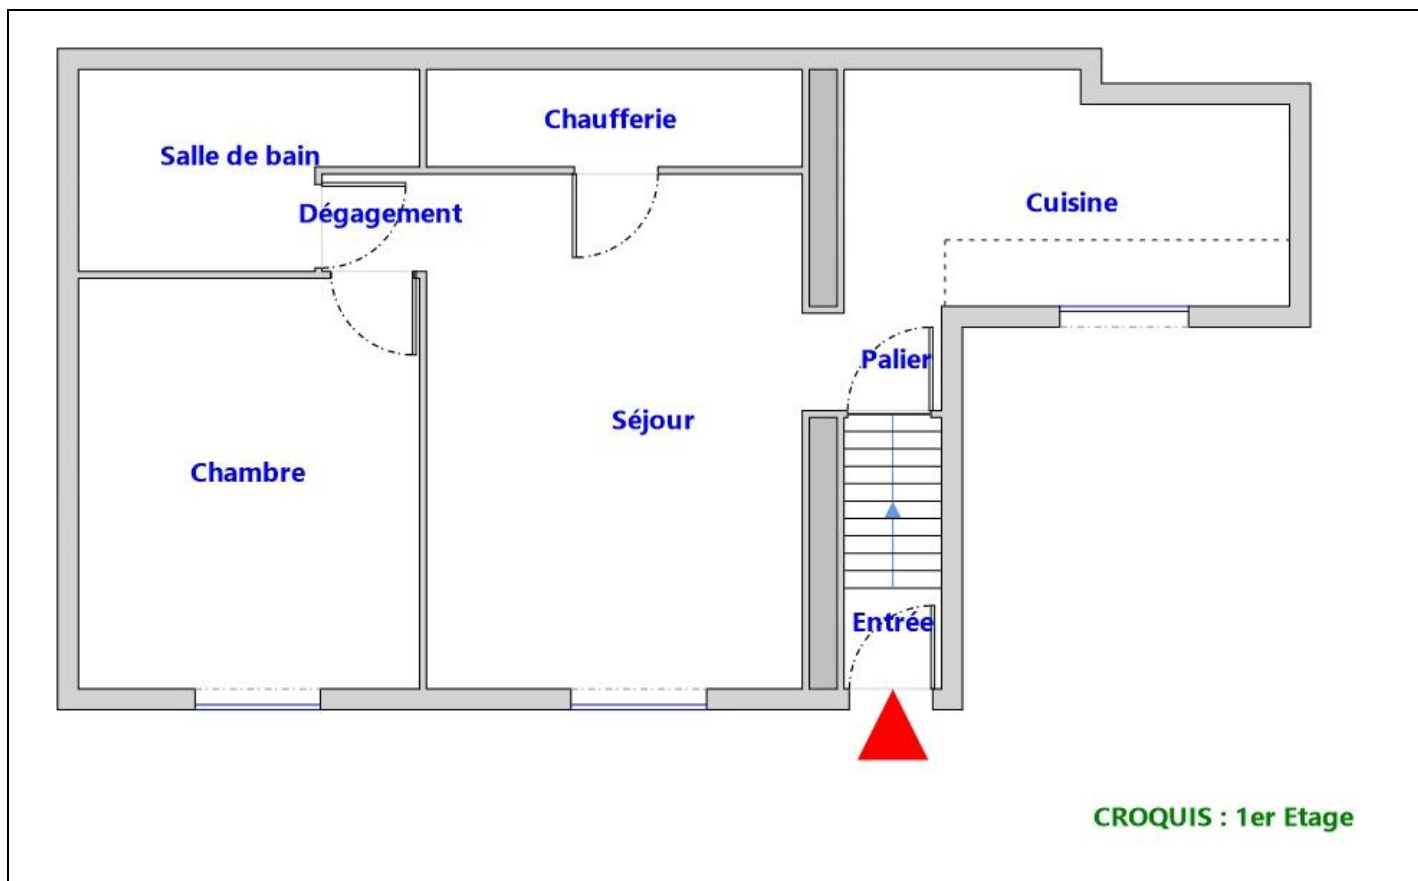 Chaufferie
Salle de bain
Cuisine
Dégagement
Palier
Séjour
Chambre
Entrée
CROQUIS : 1er Etage